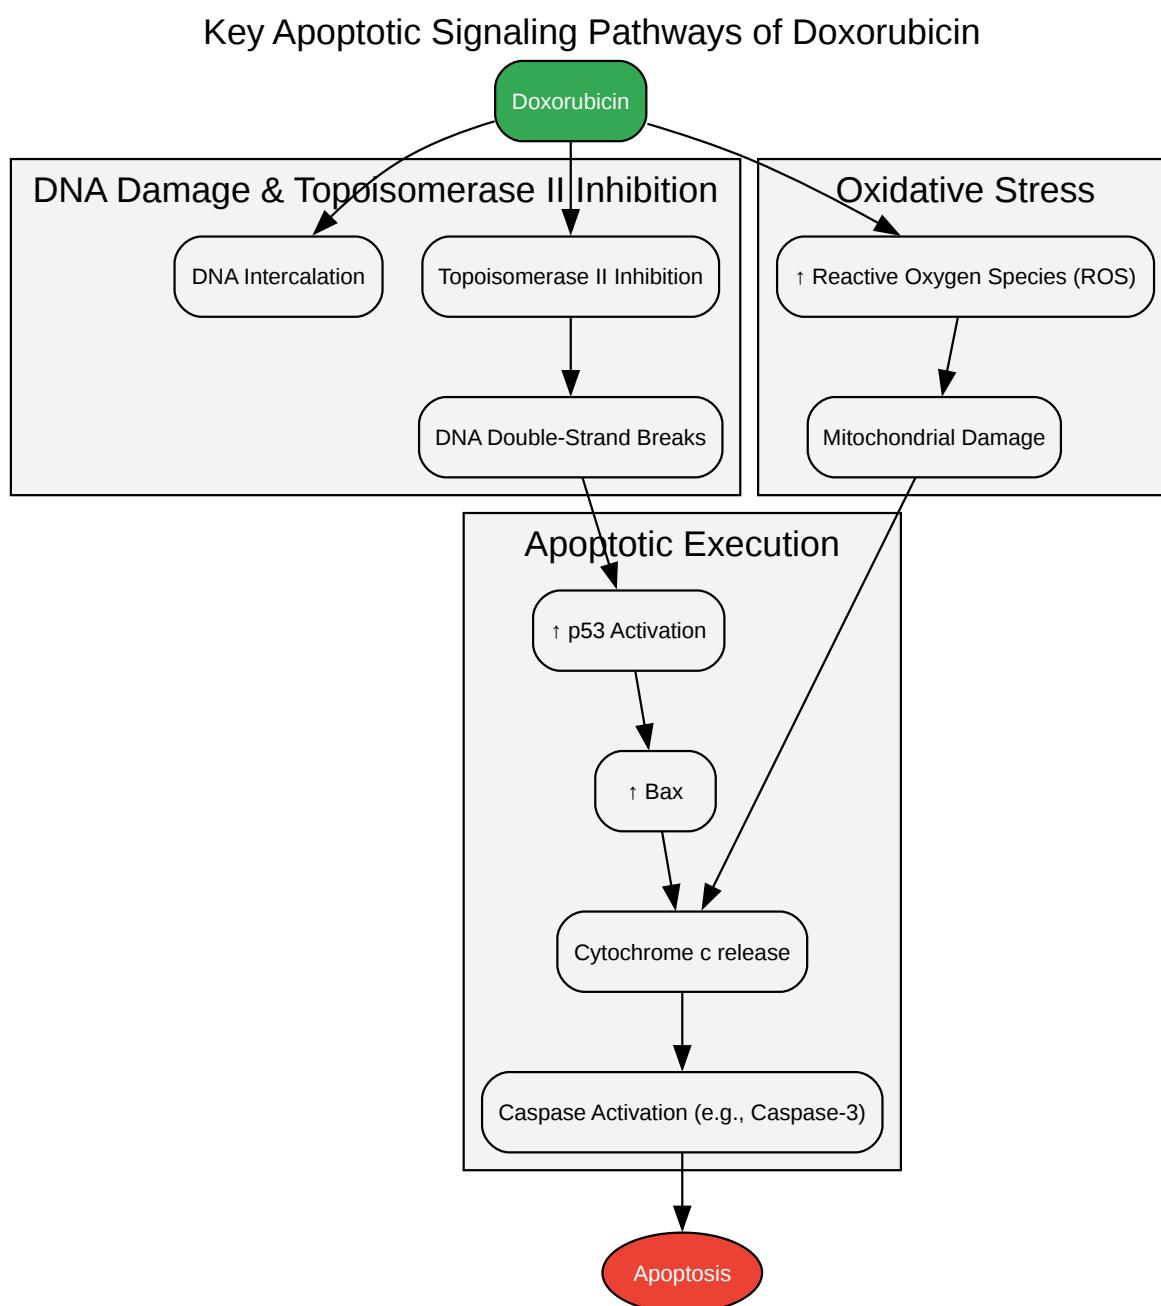 Key Apoptotic Signaling Pathways of Doxorubicin
Doxorubicin
DNA Damage & Topoisomerase II Inhibition
Oxidative Stress
DNA Intercalation
Topoisomerase II Inhibition
↑ Reactive Oxygen Species (ROS)
DNA Double-Strand Breaks
Mitochondrial Damage
Apoptotic Execution
↑ p53 Activation
↑ Bax
Cytochrome c release
Caspase Activation (e.g., Caspase-3)
Apoptosis